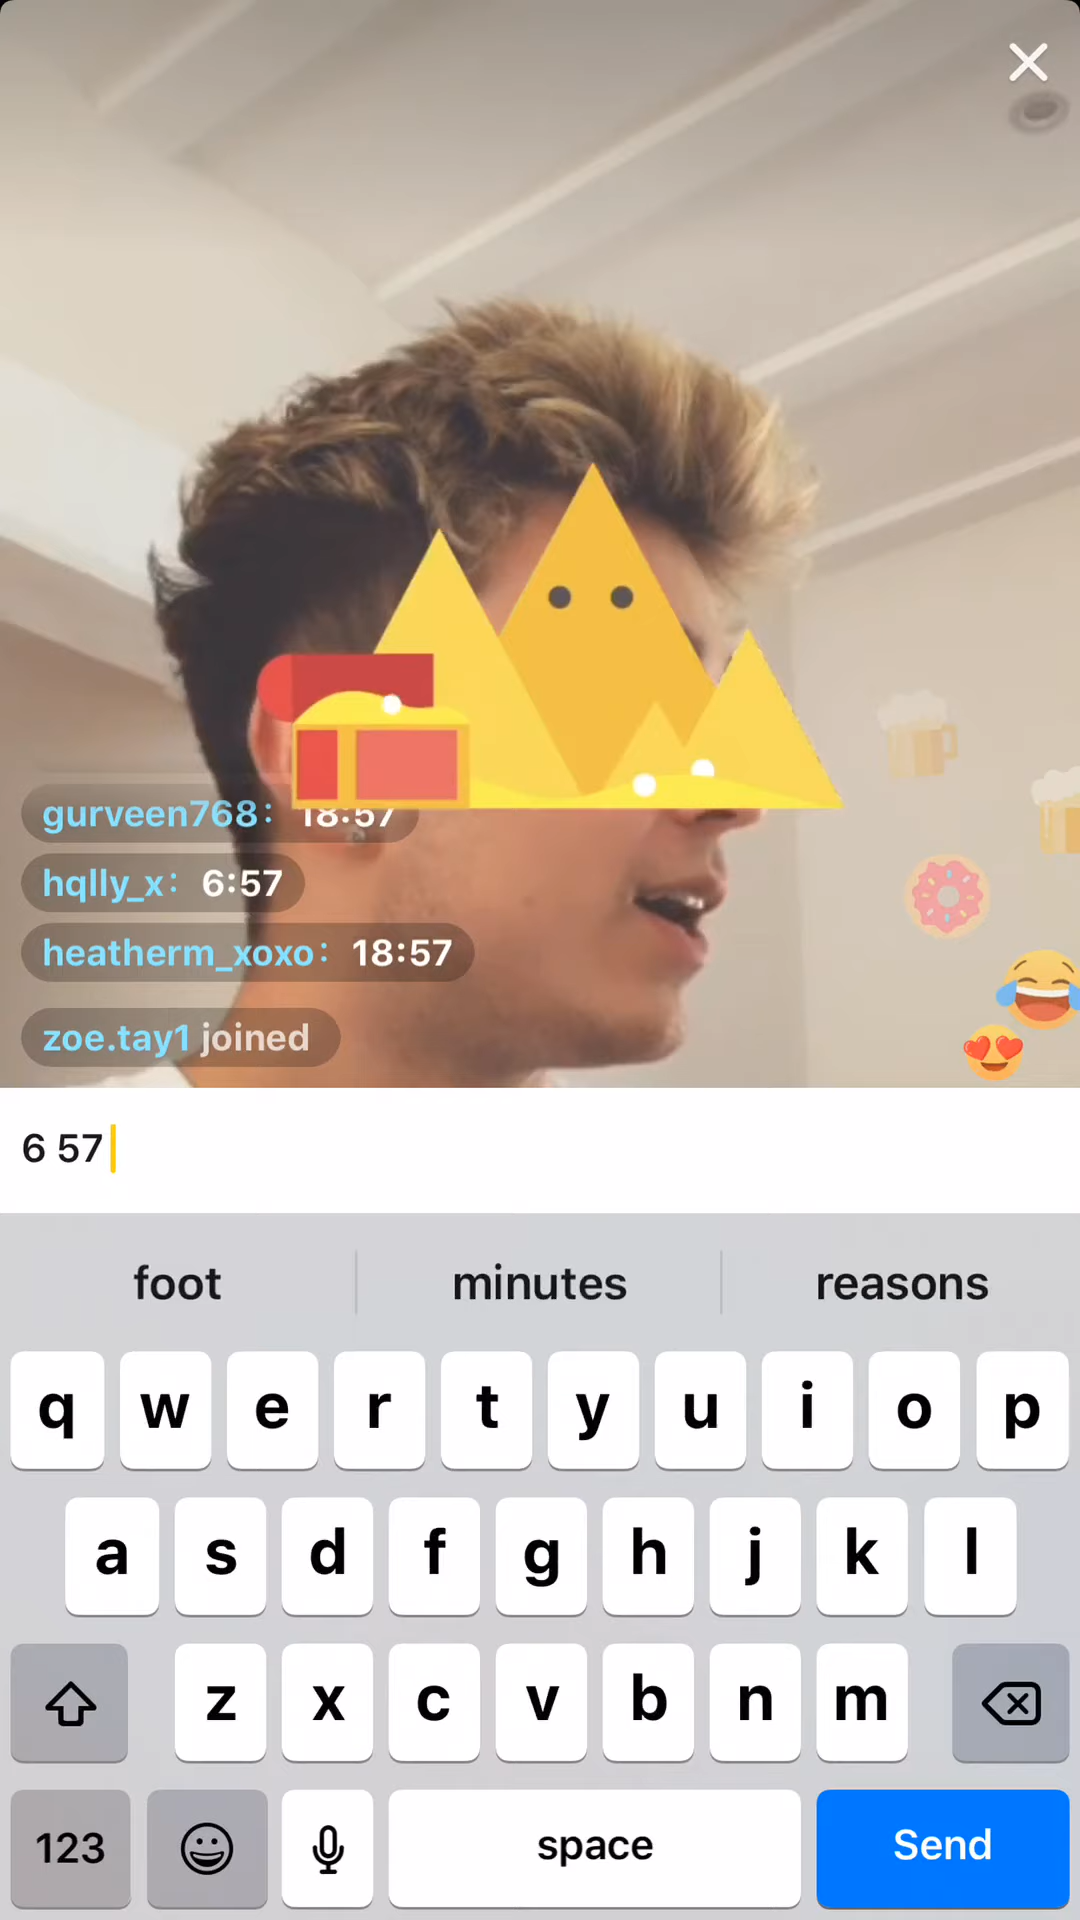 gurveen768: 18:57
hqlly_x: 6:57
heatherm_xoxo: 18:57
zoe.tay1 joined
6 57
foot minutes reasons
q w e r t y u i o p
a s d f g h j k l
z x c v b n m
123 space Send